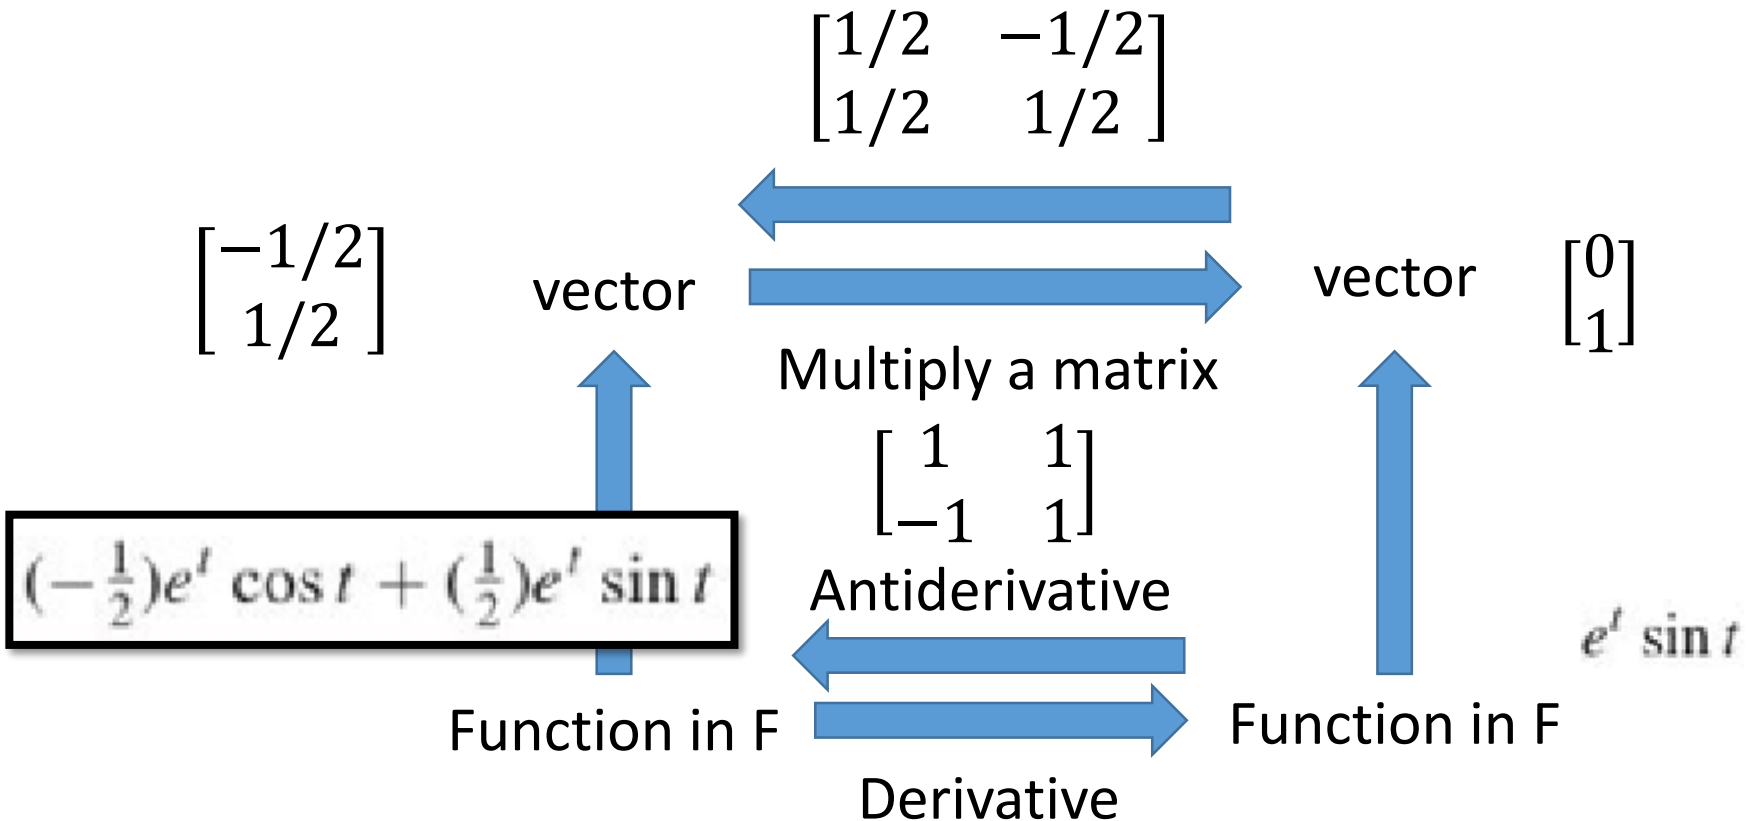 [1/2 −1/2]
[1/2 1/2]
[−1/2]
[1/2]
vector
vector
[0]
[1]
Multiply a matrix
[1 1]
[−1 1]
(−1/2)e^t cos t + (1/2)e^t sin t
Antiderivative
e^t sin t
Function in F
Function in F
Derivative